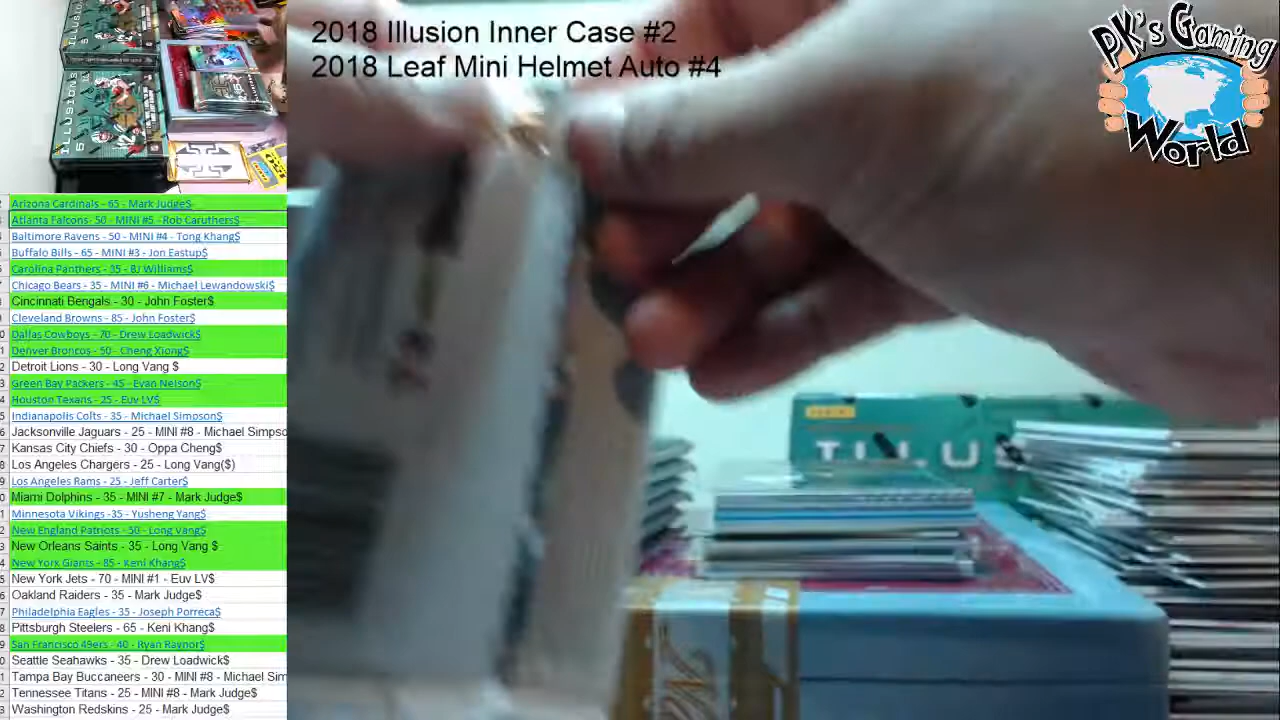 2018 Illusion Inner Case #2
2018 Leaf Mini Helmet Auto #4
PK's Gaming
World
ILLUSIONS
ILLUSIONS
Arizona Cardinals - 65 - Mark Judge$
Atlanta Falcons- 50 - MINI #5 - Rob Caruthers$
Baltimore Ravens - 50 - MINI #4 - Tong Khang$
Buffalo Bills - 65 - MINI #3 - Jon Eastup$
Carolina Panthers - 35 - BJ Williams$
Chicago Bears - 35 - MINI #6 - Michael Lewandowski$
Cincinnati Bengals - 30 - John Foster$
Cleveland Browns - 85 - John Foster$
Dallas Cowboys - 70 - Drew Loadwick$
Denver Broncos - 50 - Cheng Xiong$
Detroit Lions - 30 - Long Vang $
Green Bay Packers - 45 - Evan Nelson$
Houston Texans - 25 - Euv LV$
Indianapolis Colts - 35 - Michael Simpson$
Jacksonville Jaguars - 25 - MINI #8 - Michael Simpso
Kansas City Chiefs - 30 - Oppa Cheng$
Los Angeles Chargers - 25 - Long Vang($)
Los Angeles Rams - 25 - Jeff Carter$
Miami Dolphins - 35 - MINI #7 - Mark Judge$
Minnesota Vikings -35 - Yusheng Yang$
New England Patriots - 50 - Long Vang$
New Orleans Saints - 35 - Long Vang $
New York Giants - 85 - Keni Khang$
New York Jets - 70 - MINI #1 - Euv LV$
Oakland Raiders - 35 - Mark Judge$
Philadelphia Eagles - 35 - Joseph Porreca$
Pittsburgh Steelers - 65 - Keni Khang$
San Francisco 49ers - 40 - Ryan Raynor$
Seattle Seahawks - 35 - Drew Loadwick$
Tampa Bay Buccaneers - 30 - MINI #8 - Michael Sim
Tennessee Titans - 25 - MINI #8 - Mark Judge$
Washington Redskins - 25 - Mark Judge$
PANINI
ILLUS